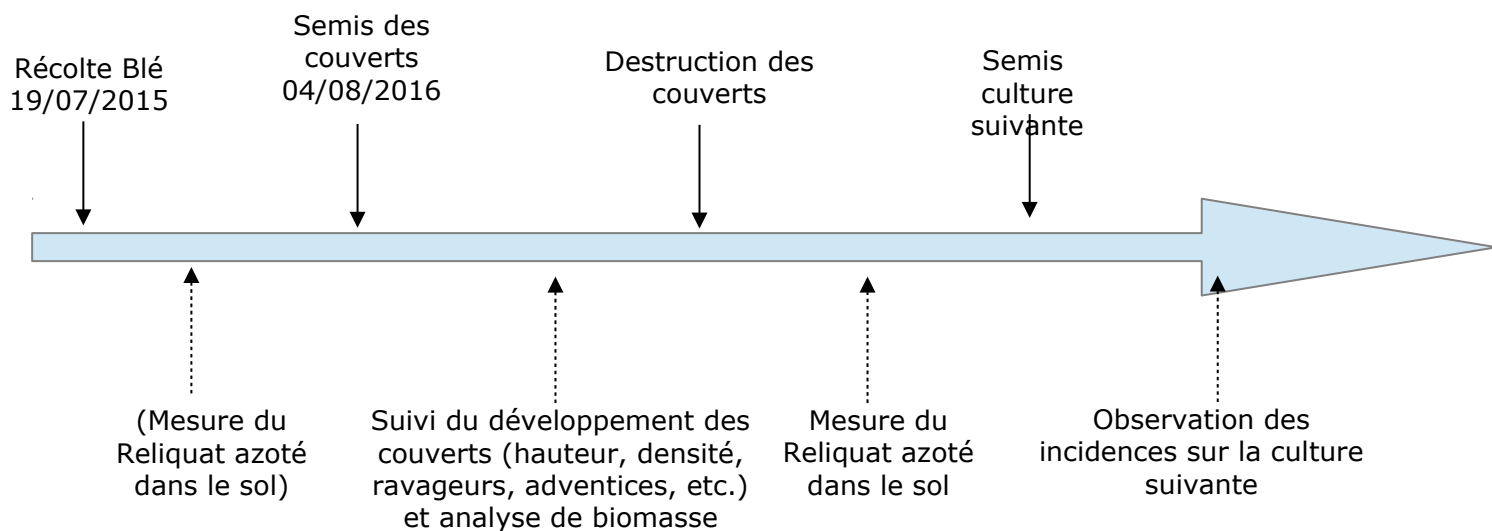 Récolte Blé
19/07/2015
Semis des
couverts
04/08/2016
Destruction des
couverts
Semis
culture
suivante
(Mesure du
Reliquat azoté
dans le sol)
Suivi du développement des
couverts (hauteur, densité,
ravageurs, adventices, etc.)
et analyse de biomasse
Mesure du
Reliquat azoté
dans le sol
Observation des
incidences sur la culture
suivante